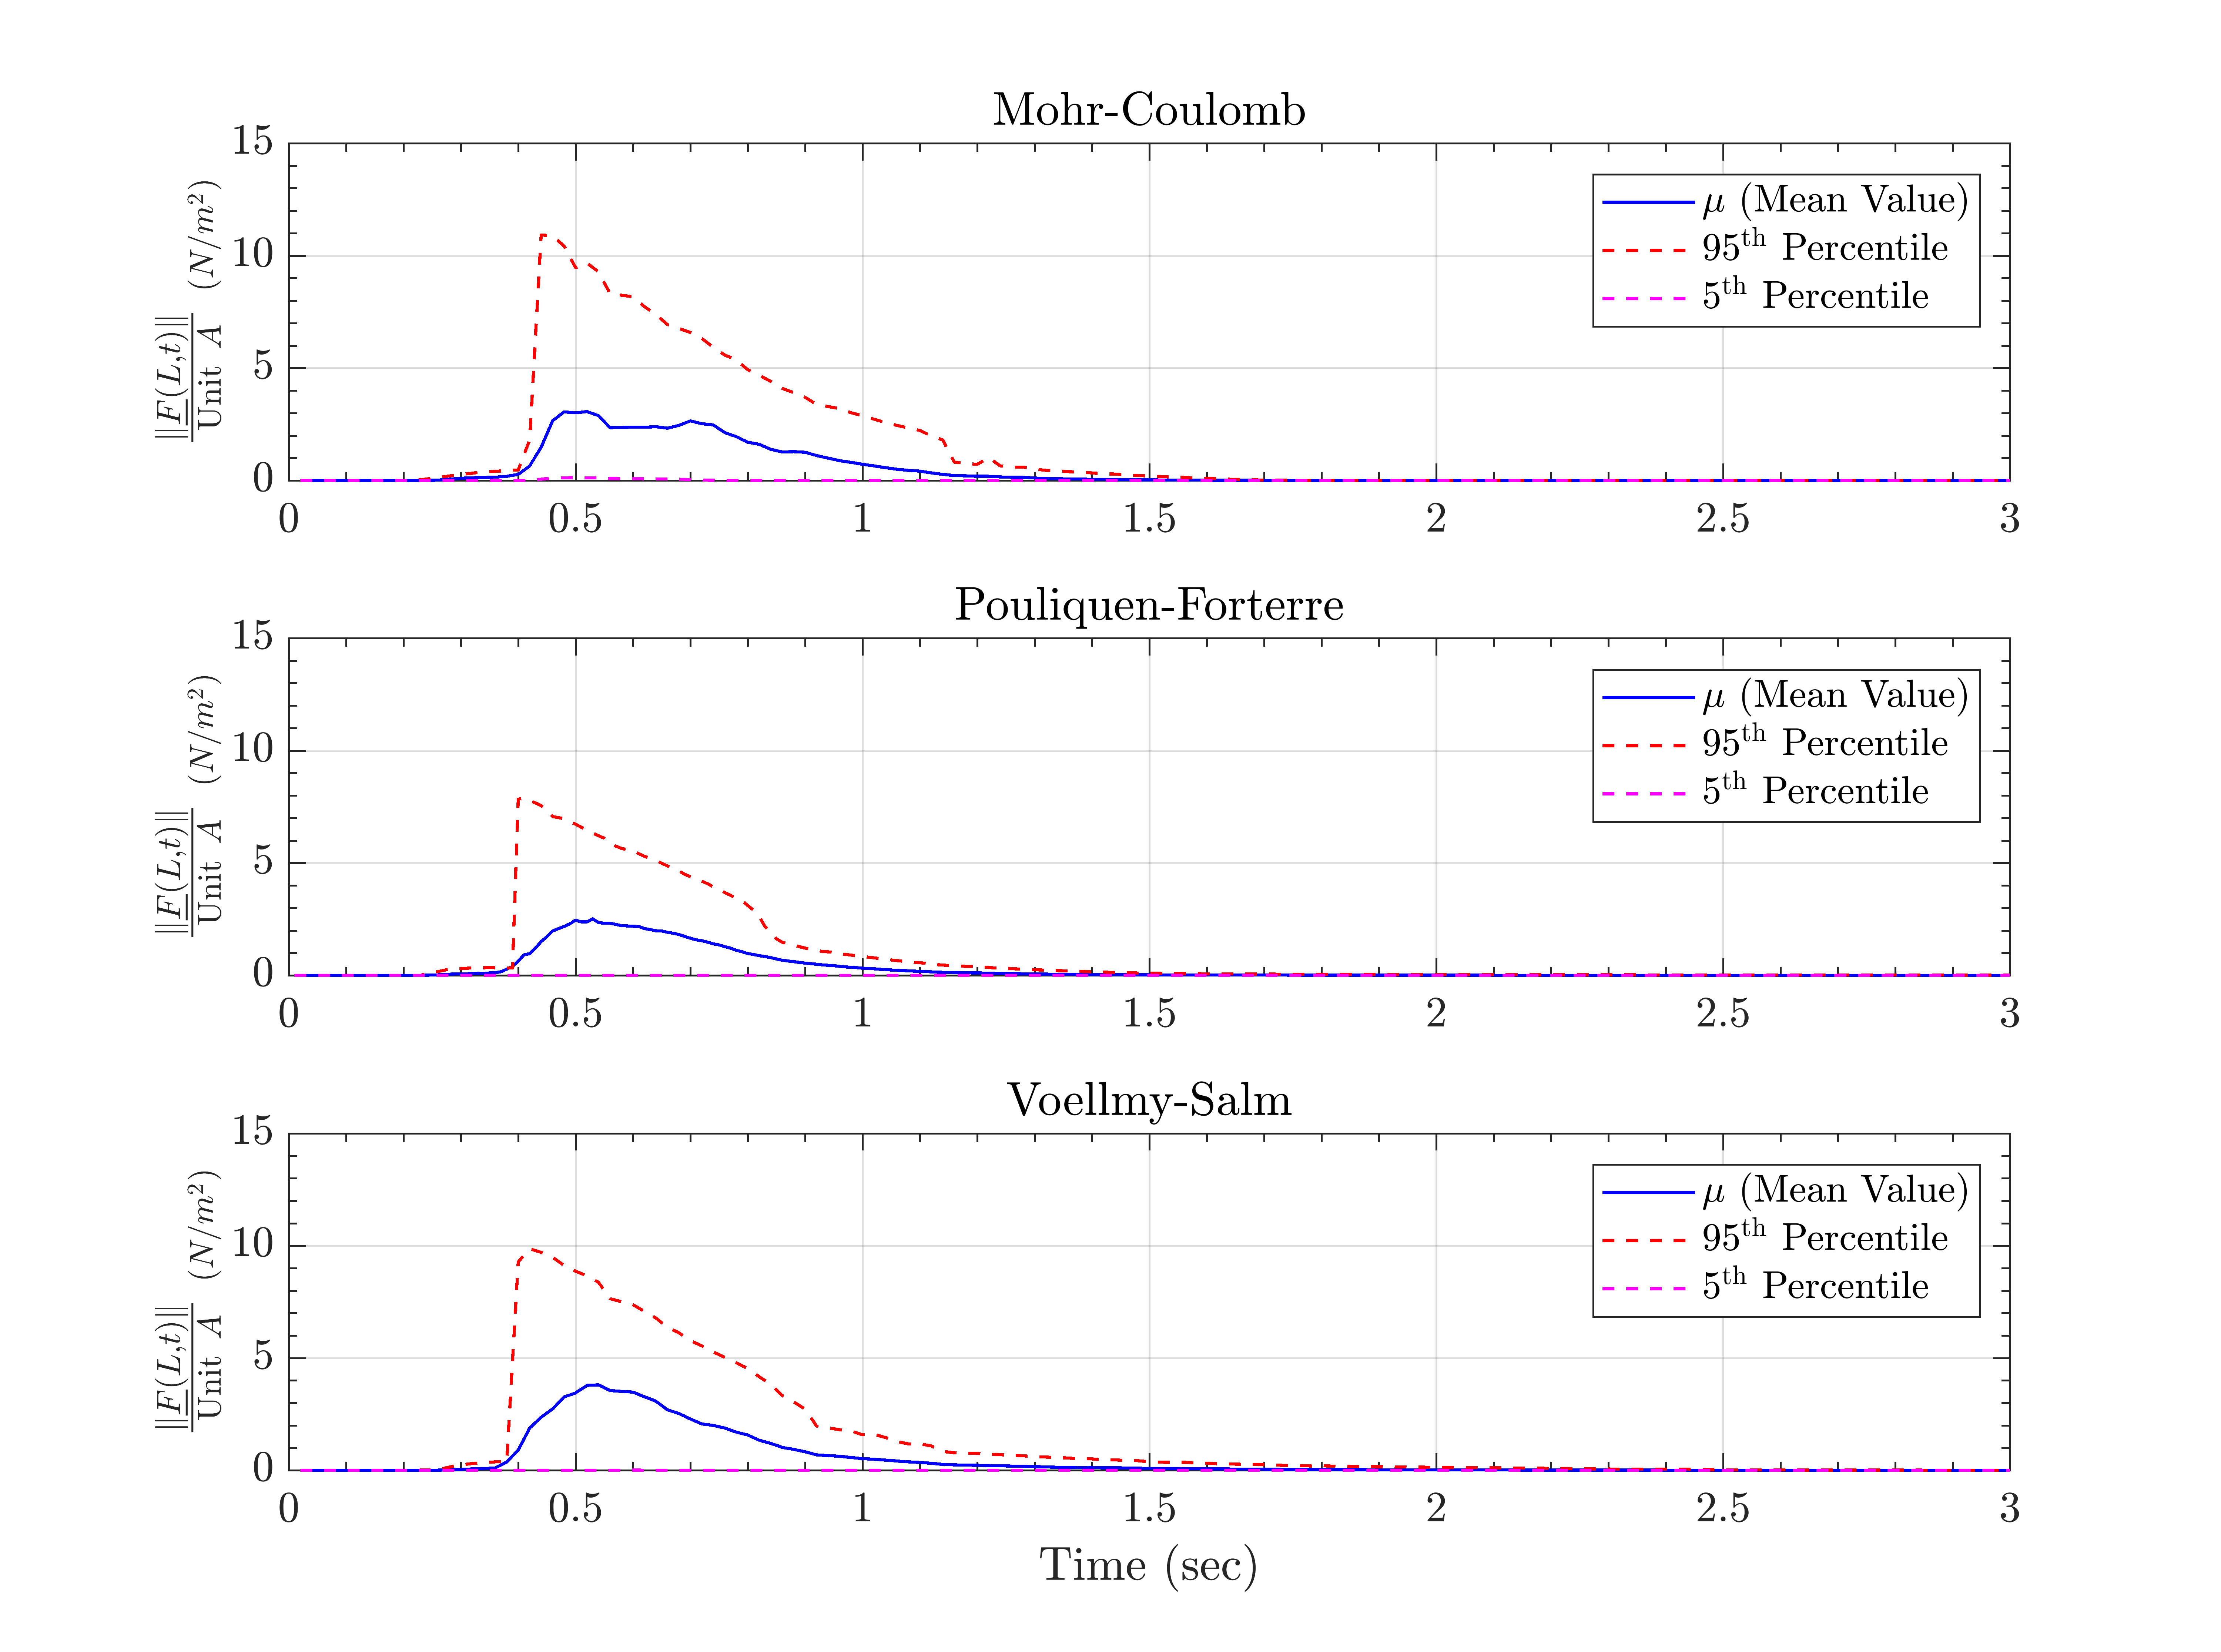 Mohr-Coulomb
15
10
5
0
||F(L,t)||
Unit A
(N/m²)
μ (Mean Value)
95th Percentile
5th Percentile
0 0.5 1 1.5 2 2.5 3
Pouliquen-Forterre
15
10
5
0
||F(L,t)||
Unit A
(N/m²)
μ (Mean Value)
95th Percentile
5th Percentile
0 0.5 1 1.5 2 2.5 3
Voellmy-Salm
15
10
5
0
||F(L,t)||
Unit A
(N/m²)
μ (Mean Value)
95th Percentile
5th Percentile
0 0.5 1 1.5 2 2.5 3
Time (sec)